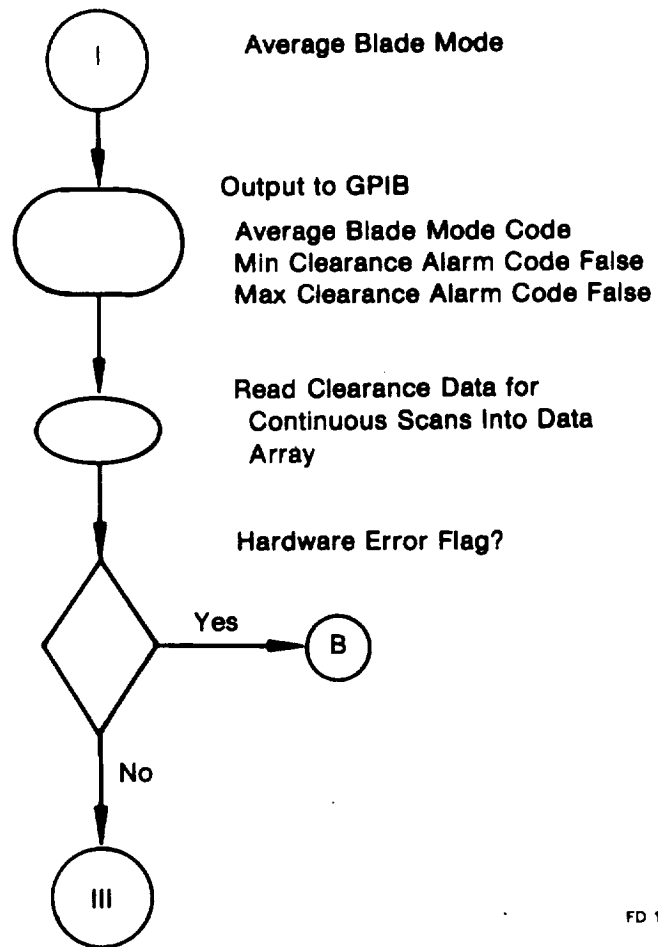 I
Average Blade Mode
Output to GPIB
Average Blade Mode Code
Min Clearance Alarm Code False
Max Clearance Alarm Code False
Read Clearance Data for
Continuous Scans Into Data
Array
Hardware Error Flag?
Yes
B
No
III
FD 1